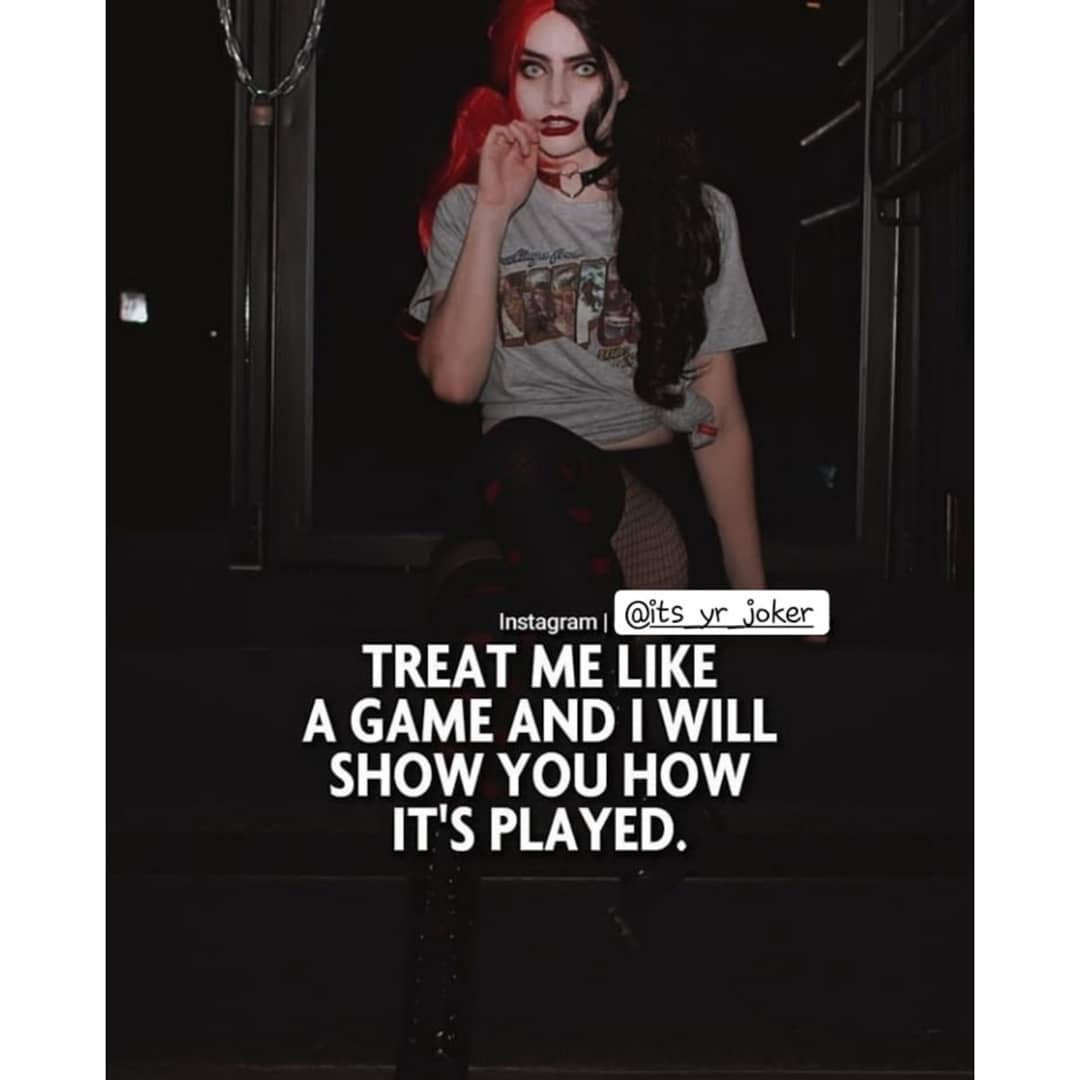 Instagram | @its_yr_joker
TREAT ME LIKE
A GAME AND I WILL
SHOW YOU HOW
IT'S PLAYED.